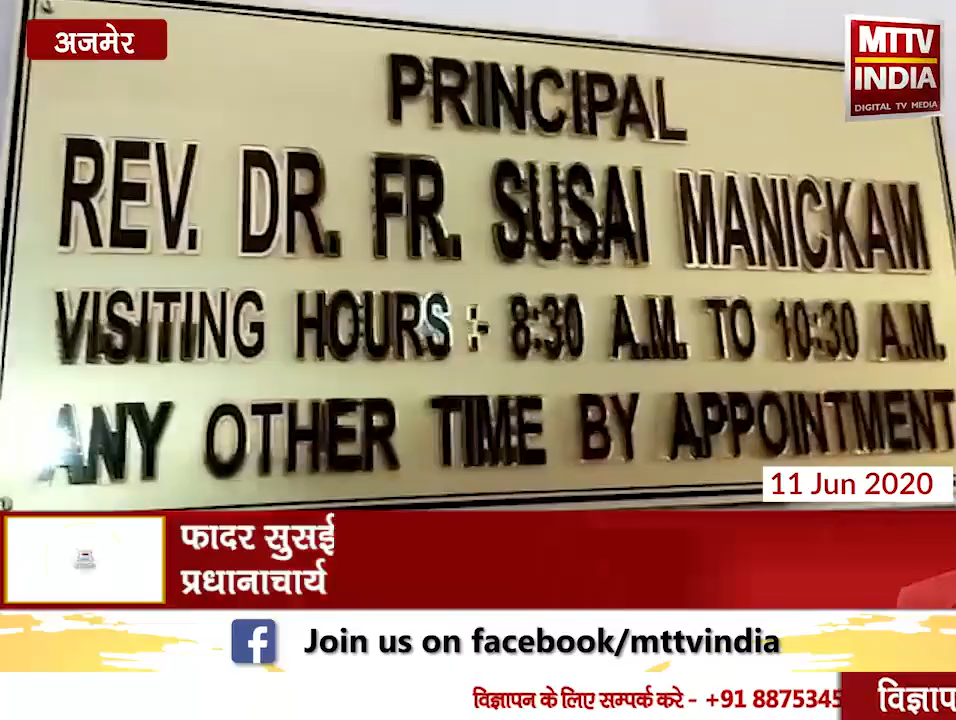 अजमेर
MTTV
INDIA
DIGITAL TV MEDIA
PRINCIPAL
REV. DR. FR. SUSAI MANICKAM
VISITING HOURS :- 8:30 A.M. TO 10:30 A.M.
ANY OTHER TIME BY APPOINTMENT
11 Jun 2020
फादर सुसई
प्रधानाचार्य
f Join us on facebook/mttvindia
विज्ञापन के लिए सम्पर्क करे - +91 8875345
विज्ञाप